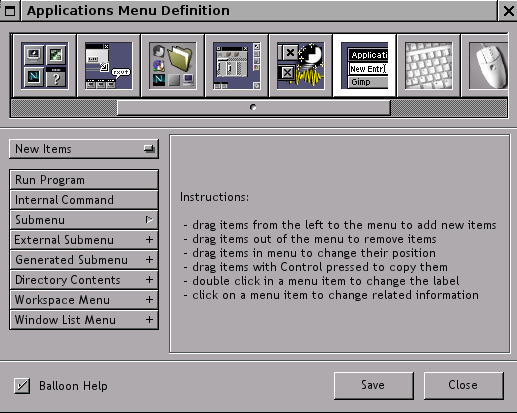 Applications Menu Definition
rxvt
N
?
N
Applicati
New Entr
Gimp
New Items
Run Program
Internal Command
Submenu
External Submenu +
Generated Submenu +
Directory Contents +
Workspace Menu +
Window List Menu +
Instructions:
- drag items from the left to the menu to add new items
- drag items out of the menu to remove items
- drag items in menu to change their position
- drag items with Control pressed to copy them
- double click in a menu item to change the label
- click on a menu item to change related information
Balloon Help
Save
Close